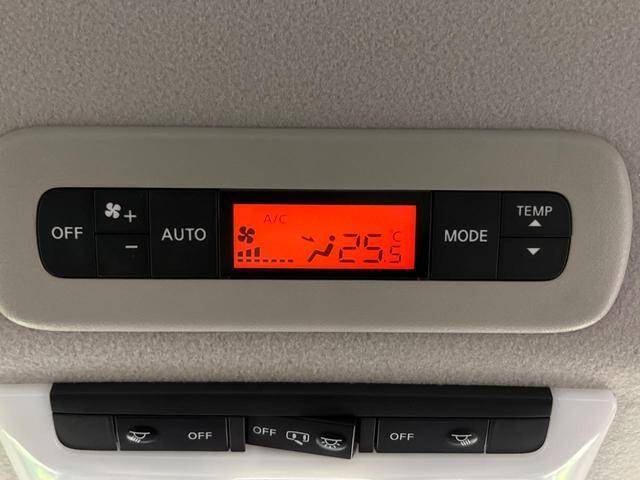 OFF + AUTO A/C 25.5 °C MODE TEMP
−
OFF OFF OFF